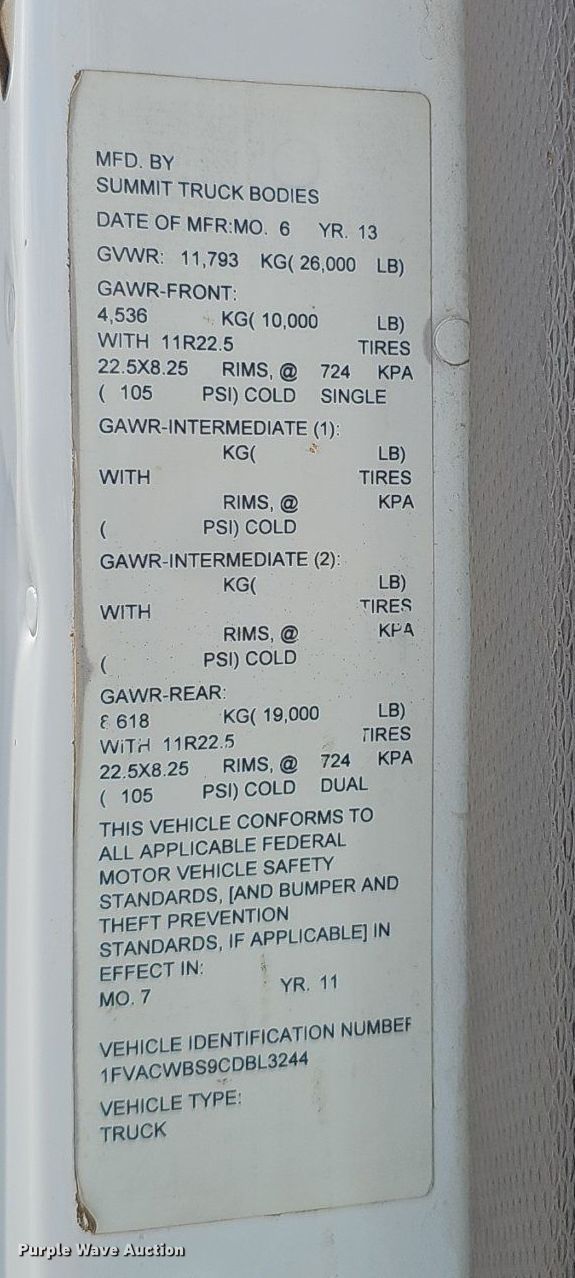 MFD. BY
SUMMIT TRUCK BODIES
DATE OF MFR:MO. 6 YR. 13
GVWR: 11,793 KG( 26,000 LB)
GAWR-FRONT:
4,536 KG( 10,000 LB)
WITH 11R22.5 TIRES
22.5X8.25 RIMS, @ 724 KPA
( 105 PSI) COLD SINGLE
GAWR-INTERMEDIATE (1):
KG( LB)
WITH TIRES
RIMS, @ KPA
( PSI) COLD
GAWR-INTERMEDIATE (2):
KG( LB)
WITH TIRES
RIMS, @ KPA
( PSI) COLD
GAWR-REAR:
8 618 KG( 19,000 LB)
WITH 11R22.5 TIRES
22.5X8.25 RIMS, @ 724 KPA
( 105 PSI) COLD DUAL
THIS VEHICLE CONFORMS TO
ALL APPLICABLE FEDERAL
MOTOR VEHICLE SAFETY
STANDARDS, [AND BUMPER AND
THEFT PREVENTION
STANDARDS, IF APPLICABLE] IN
EFFECT IN:
MO. 7 YR. 11
VEHICLE IDENTIFICATION NUMBER
1FVACWBS9CDBL3244
VEHICLE TYPE:
TRUCK
Purple Wave Auction